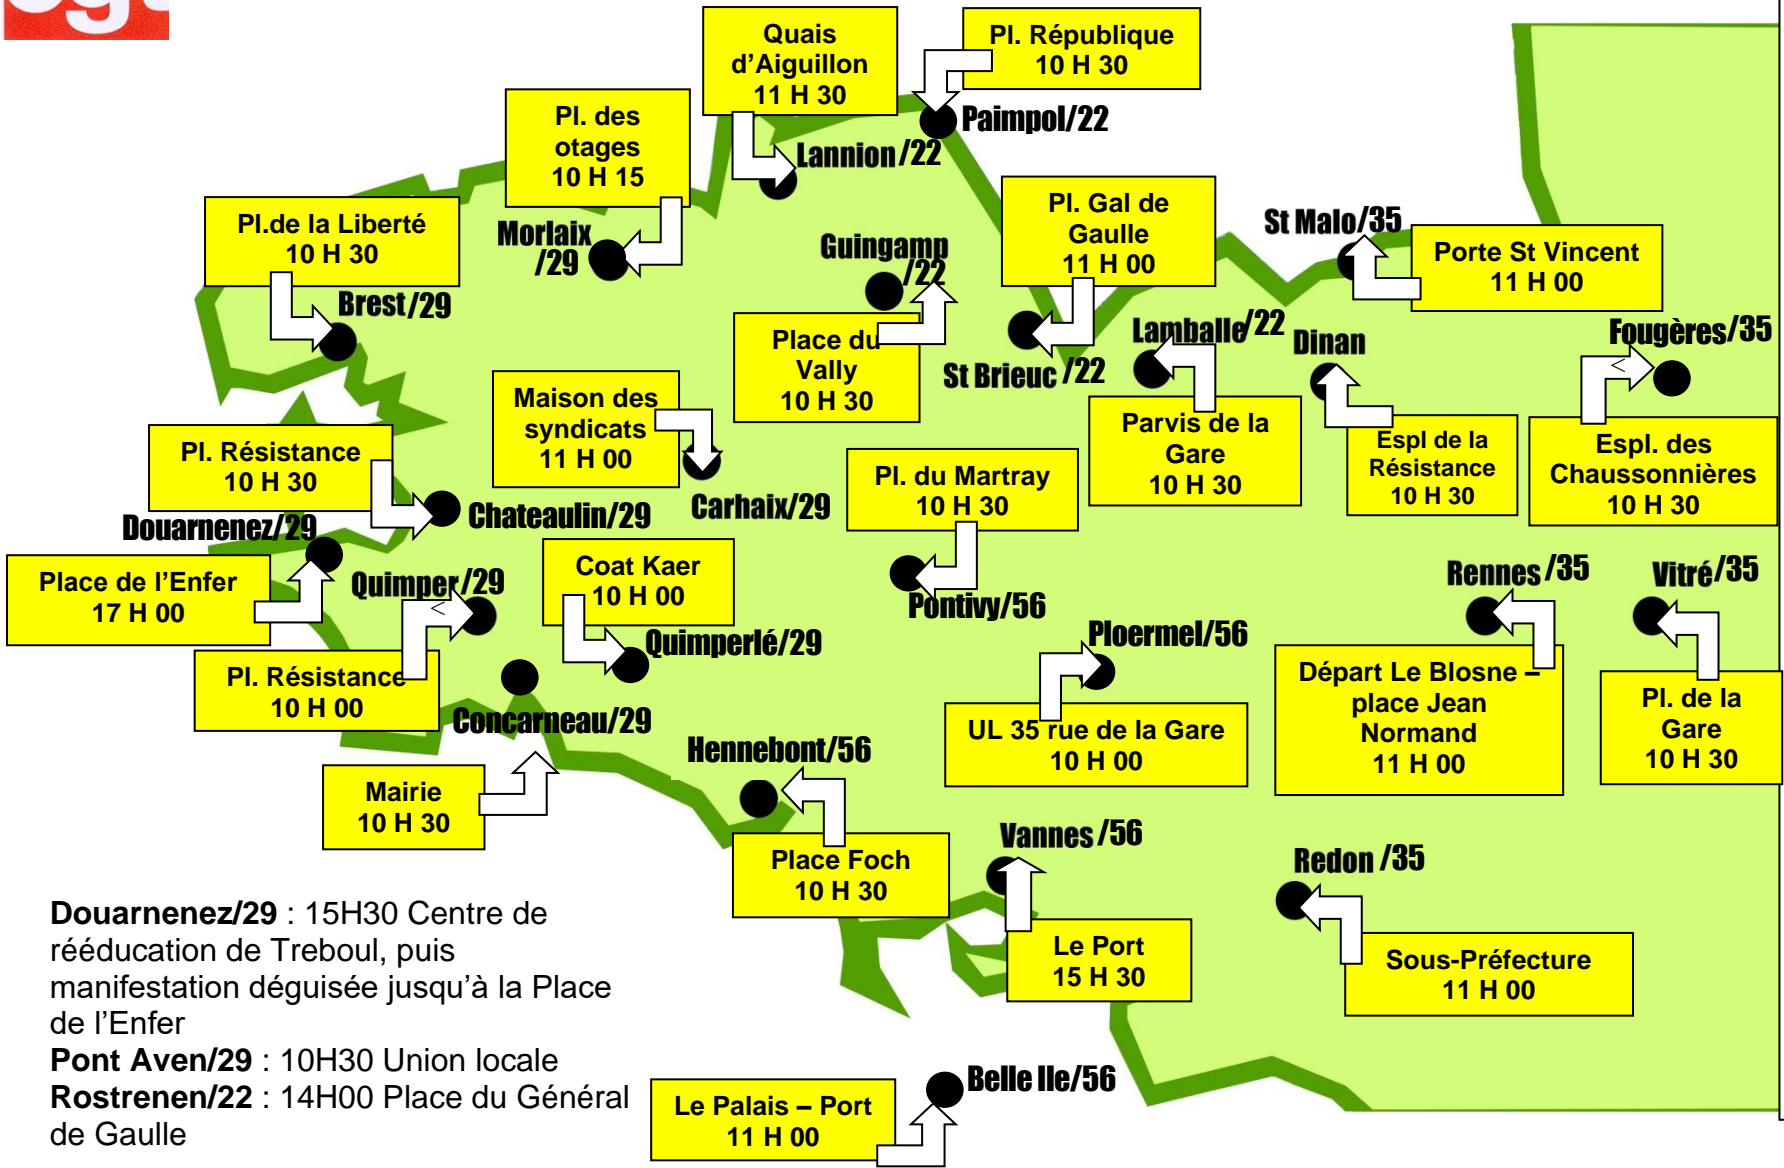 cgt
Quais
d'Aiguillon
11 H 30
Pl. République
10 H 30
Paimpol/22
Pl. des
otages
10 H 15
Lannion/22
Pl.de la Liberté
10 H 30
Morlaix
/29
Guingamp
/22
Pl. Gal de
Gaulle
11 H 00
St Malo/35
Porte St Vincent
11 H 00
Brest/29
Place du
Vally
10 H 30
St Brieuc /22
Lamballe/22
Dinan
Fougères/35
<
Maison des
syndicats
11 H 00
Parvis de la
Gare
10 H 30
Espl de la
Résistance
10 H 30
Espl. des
Chaussonnières
10 H 30
Pl. Résistance
10 H 30
Chateaulin/29
Carhaix/29
Pl. du Martray
10 H 30
Douarnenez/29
Place de l'Enfer
17 H 00
Quimper/29
<
Coat Kaer
10 H 00
Pontivy/56
Rennes/35
Vitré/35
Pl. Résistance
10 H 00
Quimperlé/29
Ploermel/56
Départ Le Blosne –
place Jean
Normand
11 H 00
Pl. de la
Gare
10 H 30
Concarneau/29
UL 35 rue de la Gare
10 H 00
Mairie
10 H 30
Hennebont/56
Place Foch
10 H 30
Vannes /56
Redon /35
Le Port
15 H 30
Sous-Préfecture
11 H 00
Douarnenez/29 : 15H30 Centre de
rééducation de Treboul, puis
manifestation déguisée jusqu'à la Place
de l'Enfer
Pont Aven/29 : 10H30 Union locale
Rostrenen/22 : 14H00 Place du Général
de Gaulle
Le Palais – Port
11 H 00
Belle Ile/56